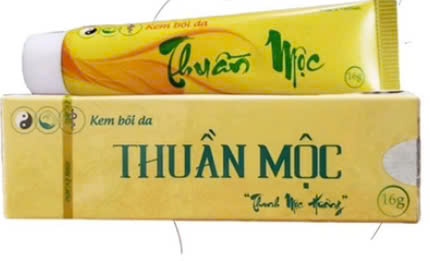 Kem bôi da
Thuần Mộc
16g
Kem bôi da
THUẦN MỘC
"Thanh Mộc Hương"
16g